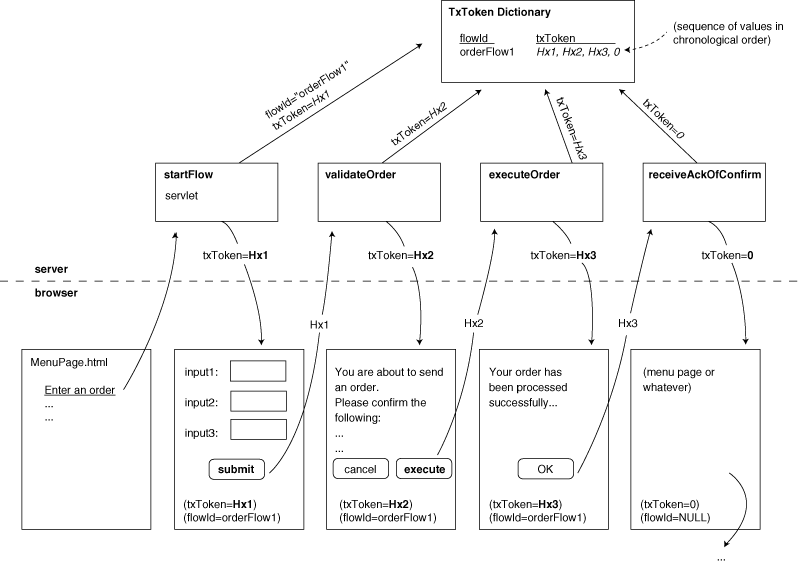 TxToken Dictionary
flowId txToken
orderFlow1 Hx1, Hx2, Hx3, 0
(sequence of values in
chronological order)
flowId="orderFlow1"
txToken=Hx1
txToken=Hx2
txToken=Hx3
txToken=0
startFlow
servlet
validateOrder
executeOrder
receiveAckOfConfirm
txToken=Hx1
txToken=Hx2
txToken=Hx3
txToken=0
server
browser
Hx1
Hx2
Hx3
MenuPage.html
Enter an order
...
...
input1:
input2:
input3:
submit
(txToken=Hx1)
(flowId=orderFlow1)
You are about to send
an order.
Please confirm the
following:
...
...
cancel execute
(txToken=Hx2)
(flowId=orderFlow1)
Your order has
been processed
successfully...
OK
(txToken=Hx3)
(flowId=orderFlow1)
(menu page or
whatever)
(txToken=0)
(flowId=NULL)
...